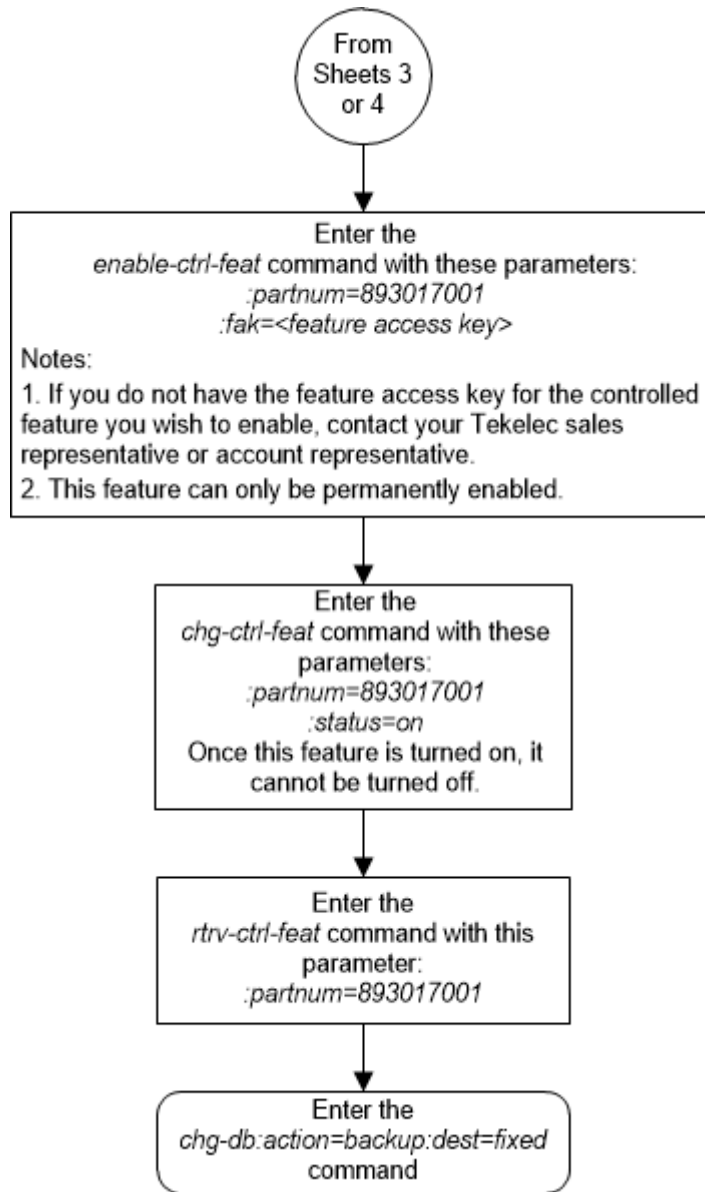 From
Sheets 3
or 4
Enter the
enable-ctrl-feat command with these parameters:
:partnum=893017001
:fak=<feature access key>
Notes:
1. If you do not have the feature access key for the controlled
feature you wish to enable, contact your Tekelec sales
representative or account representative.
2. This feature can only be permanently enabled.
Enter the
chg-ctrl-feat command with these
parameters:
:partnum=893017001
:status=on
Once this feature is turned on, it
cannot be turned off.
Enter the
rtrv-ctrl-feat command with this
parameter:
:partnum=893017001
Enter the
chg-db:action=backup:dest=fixed
command